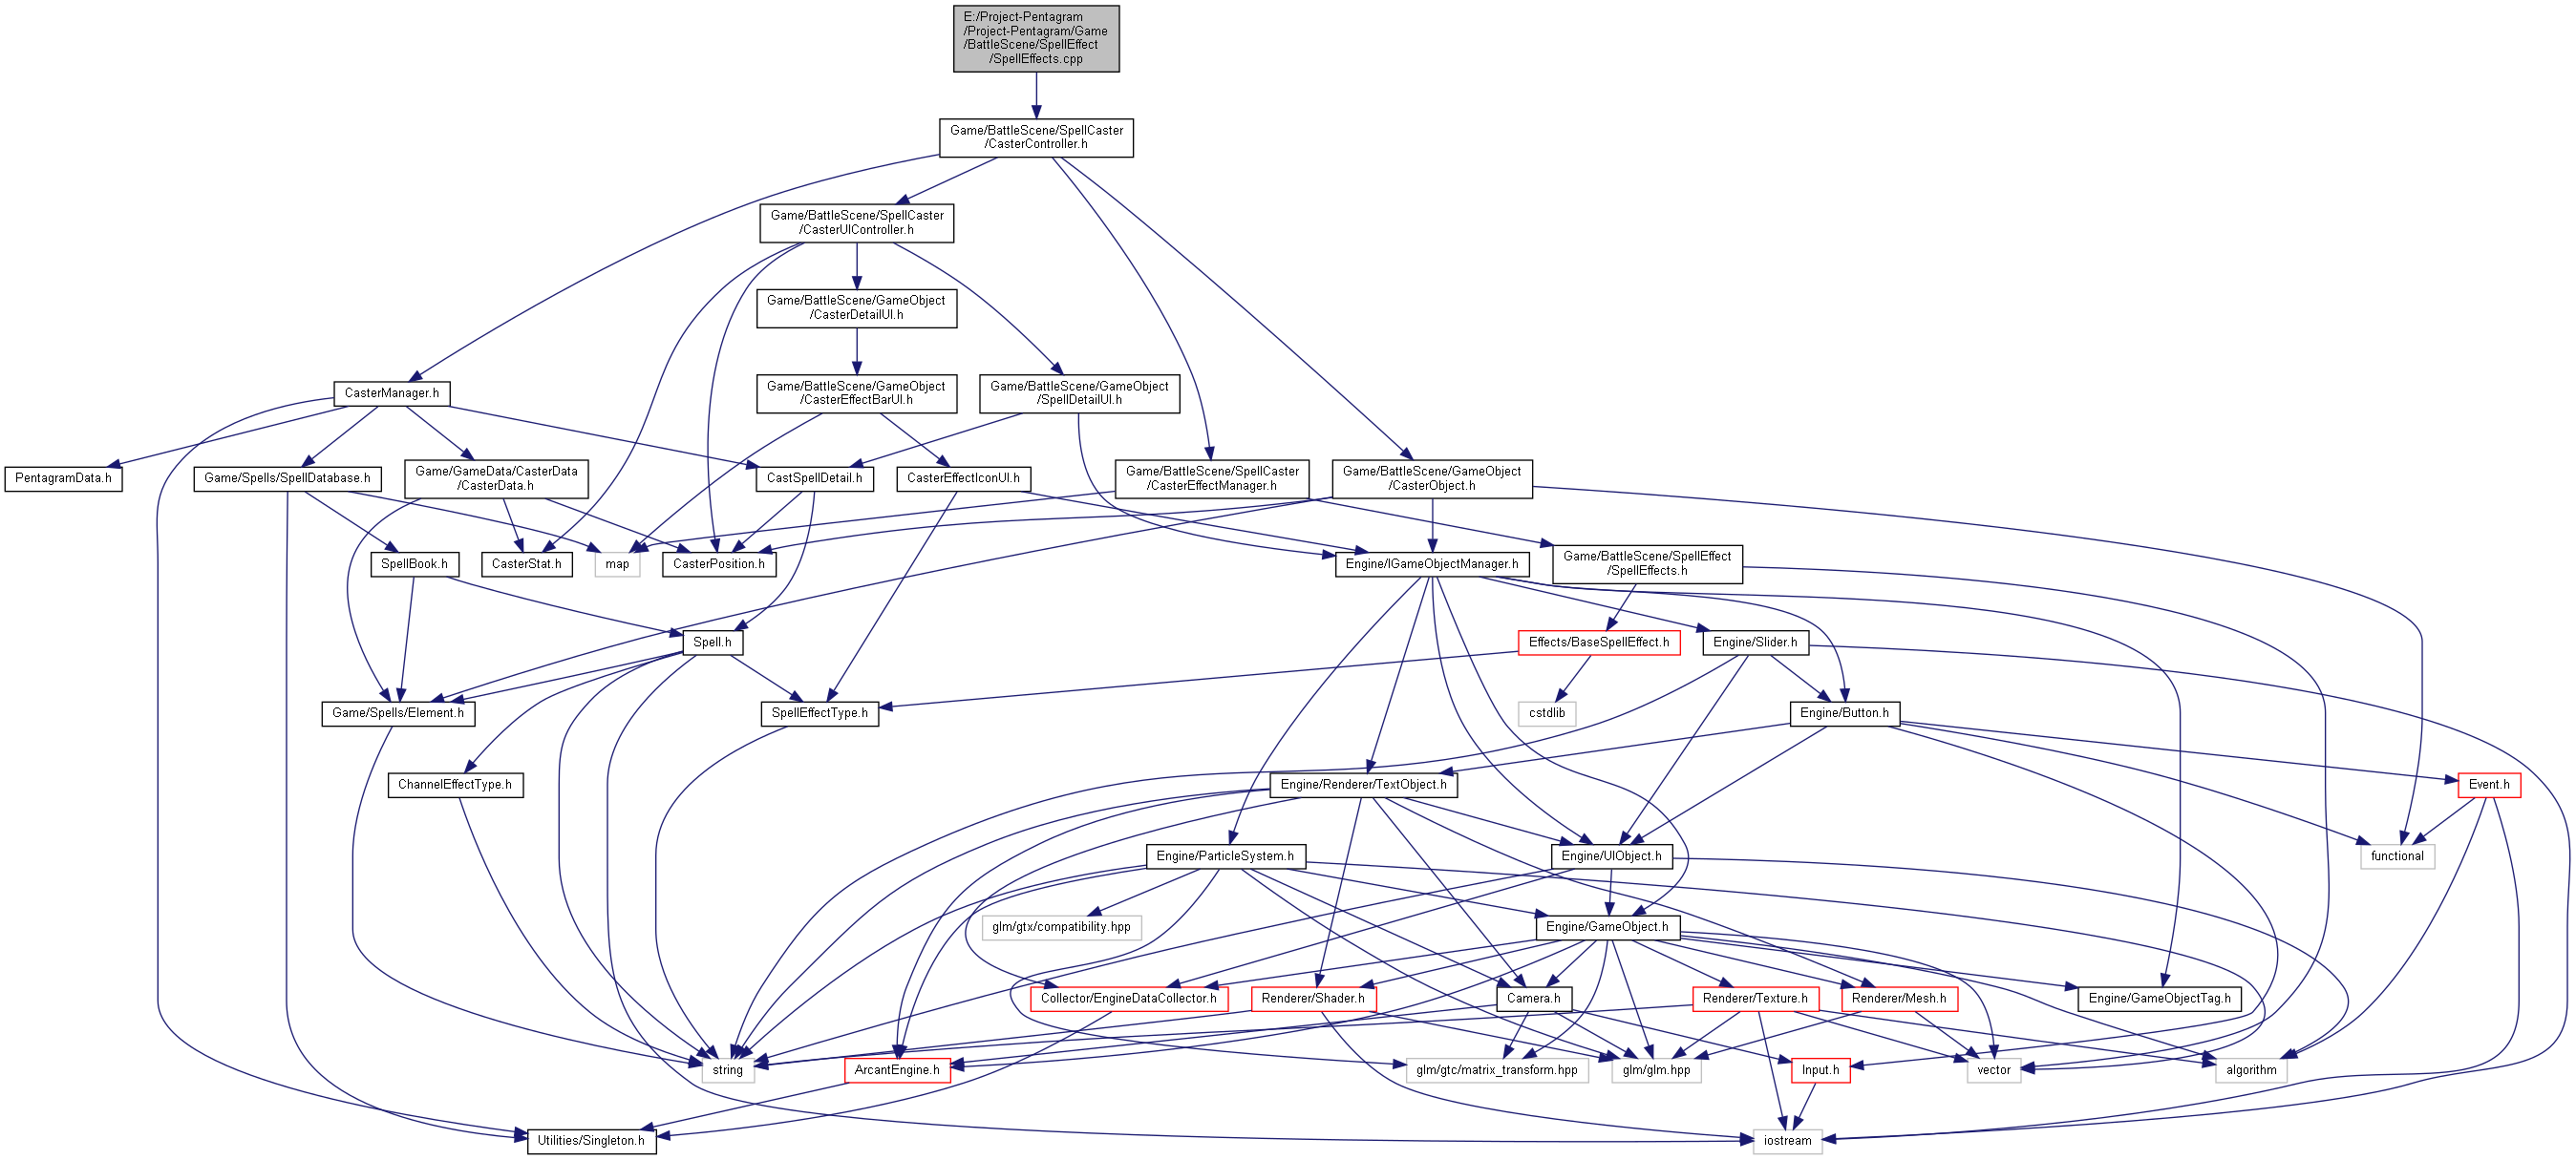 E:/Project-Pentagram
/Project-Pentagram/Game
/BattleScene/SpellEffect
/SpellEffects.cpp
Game/BattleScene/SpellCaster
/CasterController.h
Game/BattleScene/SpellCaster
/CasterUIController.h
Game/BattleScene/GameObject
/CasterDetailUI.h
CasterManager.h
Game/BattleScene/GameObject
/CasterEffectBarUI.h
Game/BattleScene/GameObject
/SpellDetailUI.h
PentagramData.h
Game/Spells/SpellDatabase.h
Game/GameData/CasterData
/CasterData.h
CastSpellDetail.h
CasterEffectIconUI.h
Game/BattleScene/SpellCaster
/CasterEffectManager.h
Game/BattleScene/GameObject
/CasterObject.h
SpellBook.h
CasterStat.h
map
CasterPosition.h
Engine/IGameObjectManager.h
Game/BattleScene/SpellEffect
/SpellEffects.h
Spell.h
Effects/BaseSpellEffect.h
Engine/Slider.h
Game/Spells/Element.h
SpellEffectType.h
cstdlib
Engine/Button.h
ChannelEffectType.h
Engine/Renderer/TextObject.h
Event.h
Engine/ParticleSystem.h
Engine/UIObject.h
functional
glm/gtx/compatibility.hpp
Engine/GameObject.h
Collector/EngineDataCollector.h
Renderer/Shader.h
Camera.h
Renderer/Texture.h
Renderer/Mesh.h
Engine/GameObjectTag.h
string
ArcantEngine.h
glm/gtc/matrix_transform.hpp
glm/glm.hpp
Input.h
vector
algorithm
Utilities/Singleton.h
iostream